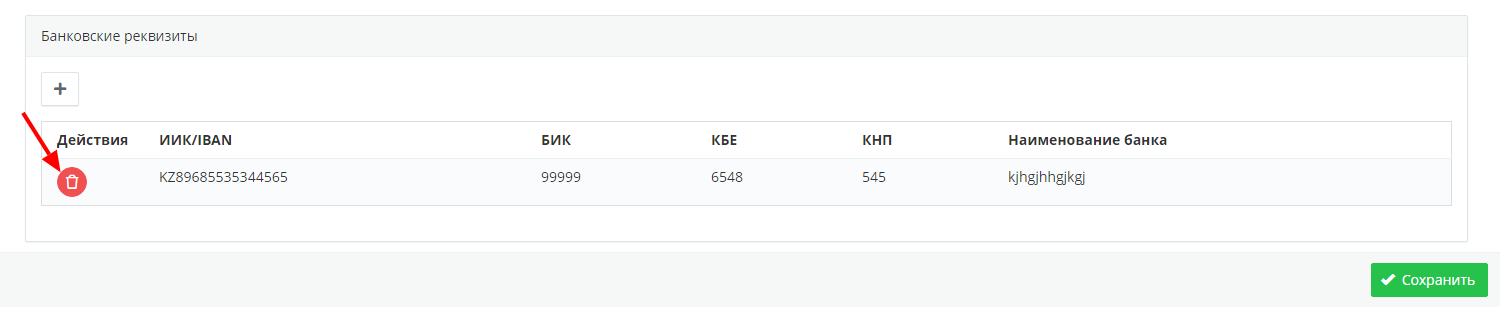 Банковские реквизиты
Действия ИИК/IBAN БИК КБЕ КНП Наименование банка
KZ89685535344565 99999 6548 545 kjhgjhhgjkgj
Сохранить